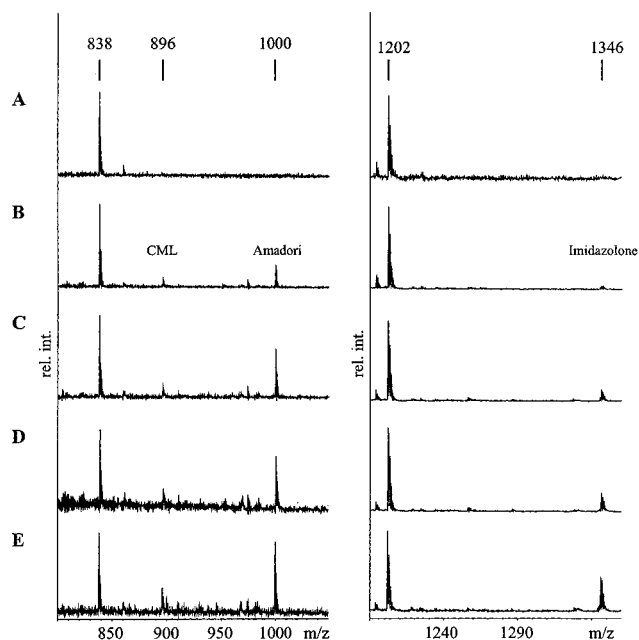 838 896 1000 1202 1346
A
B
CML Amadori Imidazolone
C
rel. int. rel. int.
D
E
850 900 950 1000 m/z 1240 1290 m/z